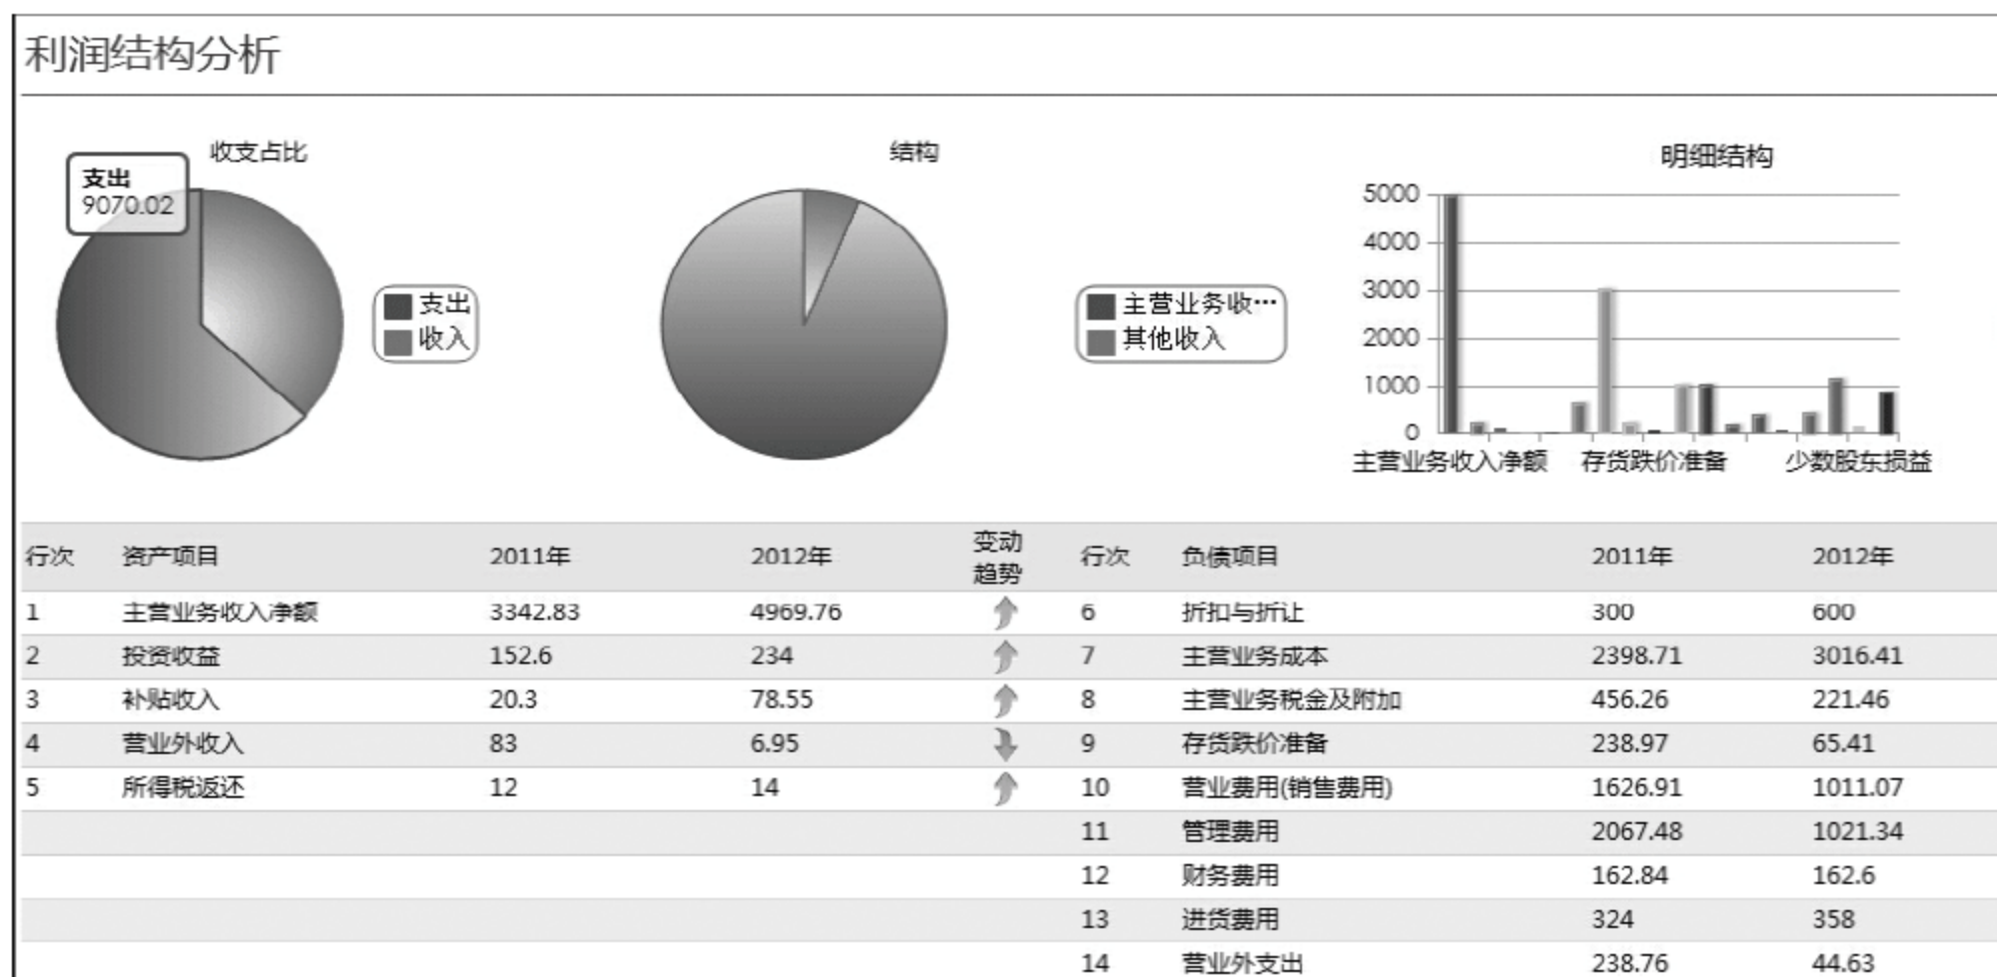 利润结构分析
收支占比
支出
9070.02
支出
收入
结构
主营业务收…
其他收入
明细结构
5000
4000
3000
2000
1000
0
主营业务收入净额 存货跌价准备 少数股东损益
行次 资产项目 2011年 2012年 变动趋势 行次 负债项目 2011年 2012年
1 主营业务收入净额 3342.83 4969.76 6 折扣与折让 300 600
2 投资收益 152.6 234 7 主营业务成本 2398.71 3016.41
3 补贴收入 20.3 78.55 8 主营业务税金及附加 456.26 221.46
4 营业外收入 83 6.95 9 存货跌价准备 238.97 65.41
5 所得税返还 12 14 10 营业费用(销售费用) 1626.91 1011.07
11 管理费用 2067.48 1021.34
12 财务费用 162.84 162.6
13 进货费用 324 358
14 营业外支出 238.76 44.63